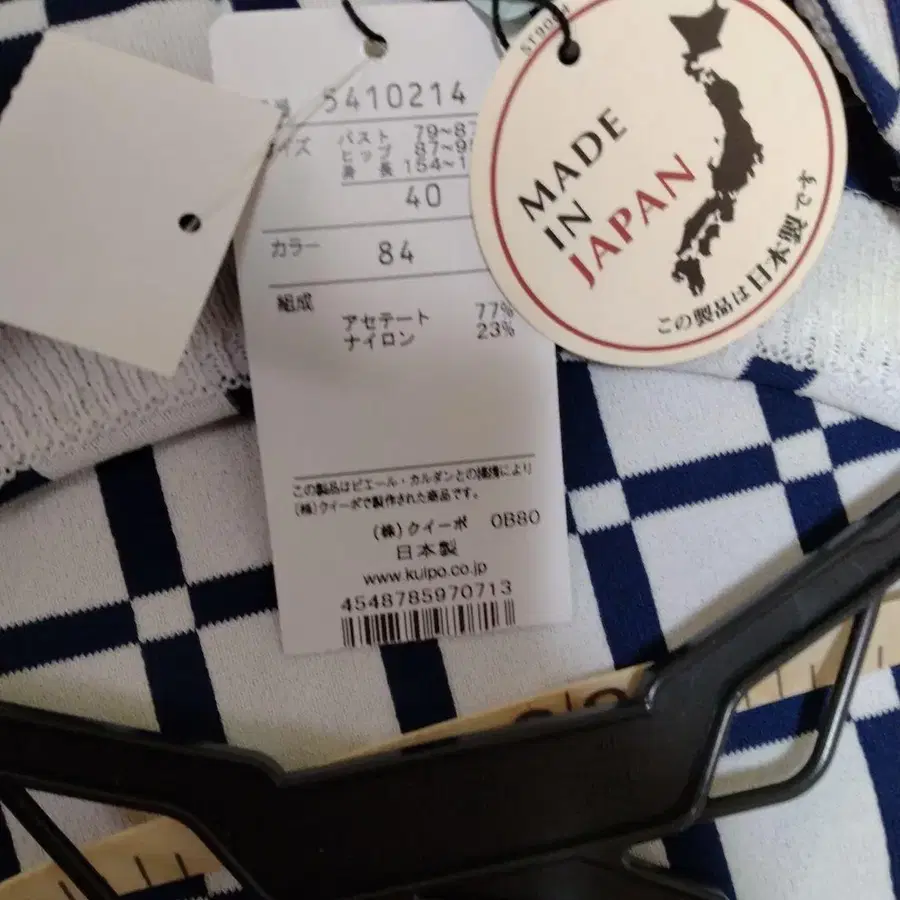 5410214
イズ
バスト 79~87
ヒップ 87~95
身長 154~1
40
カラー
84
組成
アセテート 77%
ナイロン 23%
この製品はピエール・カルダンとの提携により
(株)クイーポで製作された商品です。
(株)クイーポ 0B80
日本製
www.kuipo.co.jp
4548785970713
MADE
IN
JAPAN
この製品は日本製です